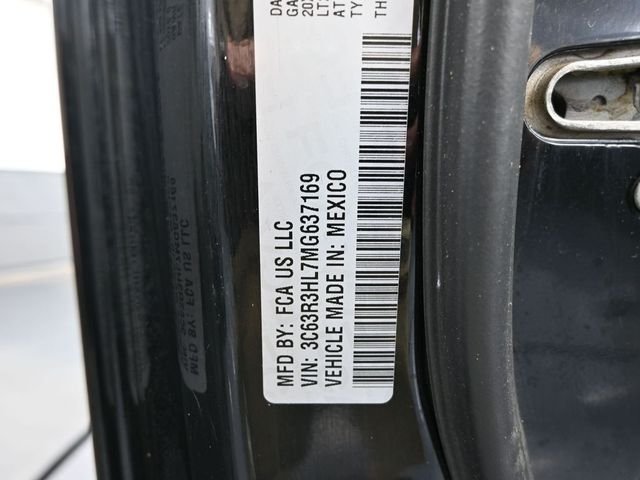 MFD BY: FCA US LLC
VIN: 3C63R3HL7MG637169
VEHICLE MADE IN: MEXICO